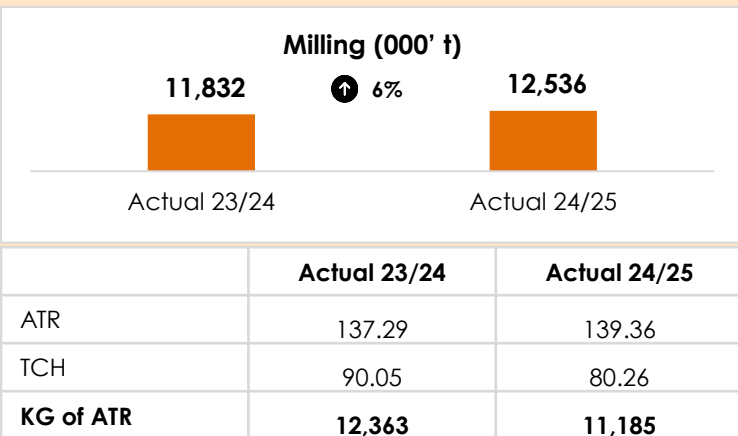 Milling (000' t)
11,832 6% 12,536
Actual 23/24 Actual 24/25
Actual 23/24 Actual 24/25
ATR 137.29 139.36
TCH 90.05 80.26
KG of ATR 12,363 11,185